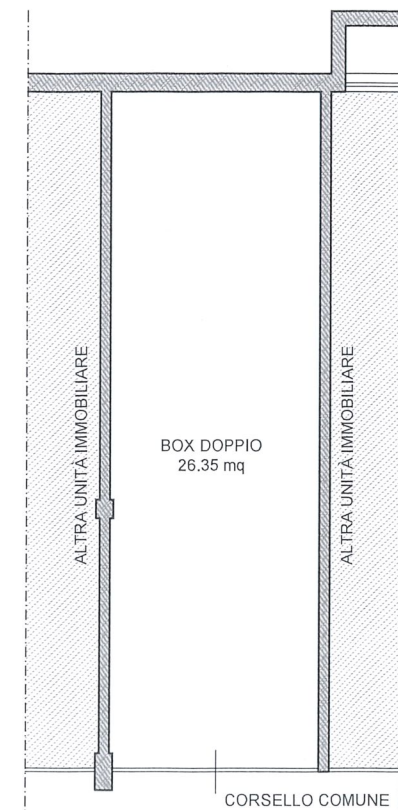 ALTRA UNITÀ IMMOBILIARE
BOX DOPPIO
26.35 mq
ALTRA UNITÀ IMMOBILIARE
CORSELLO COMUNE